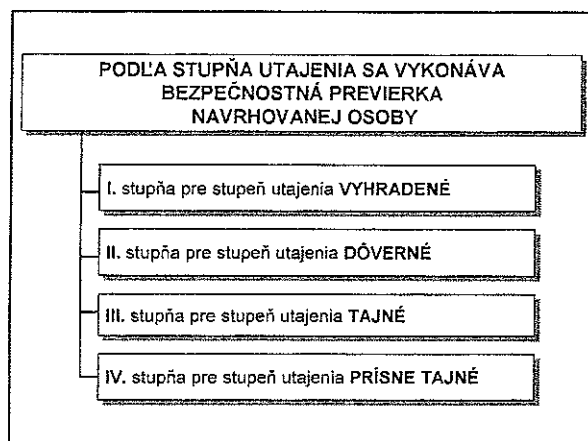 PODĽA STUPŇA UTAJENIA SA VYKONÁVA
BEZPEČNOSTNÁ PREVIERKA
NAVRHOVANEJ OSOBY
I. stupňa pre stupeň utajenia VYHRADENÉ
II. stupňa pre stupeň utajenia DÔVERNÉ
III. stupňa pre stupeň utajenia TAJNÉ
IV. stupňa pre stupeň utajenia PRÍSNE TAJNÉ